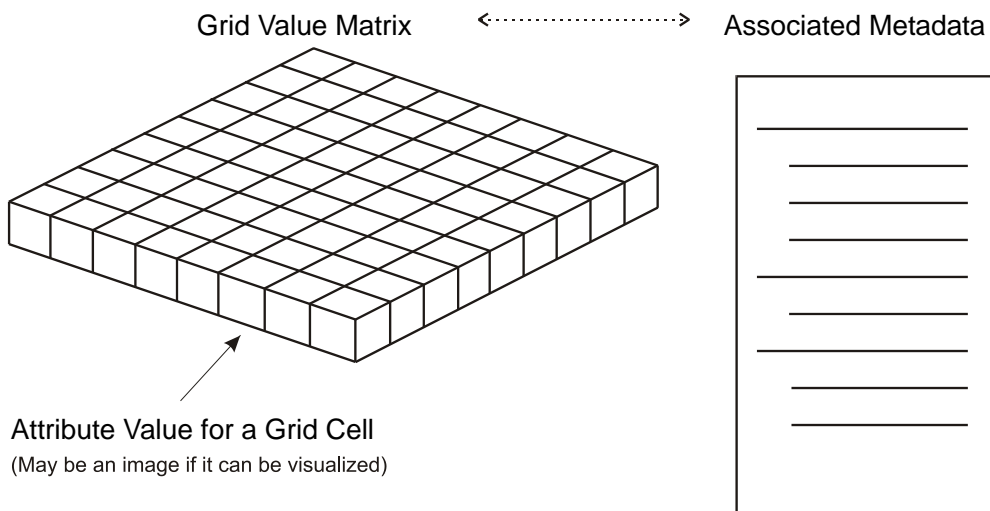 Grid Value Matrix
Associated Metadata
Attribute Value for a Grid Cell
(May be an image if it can be visualized)